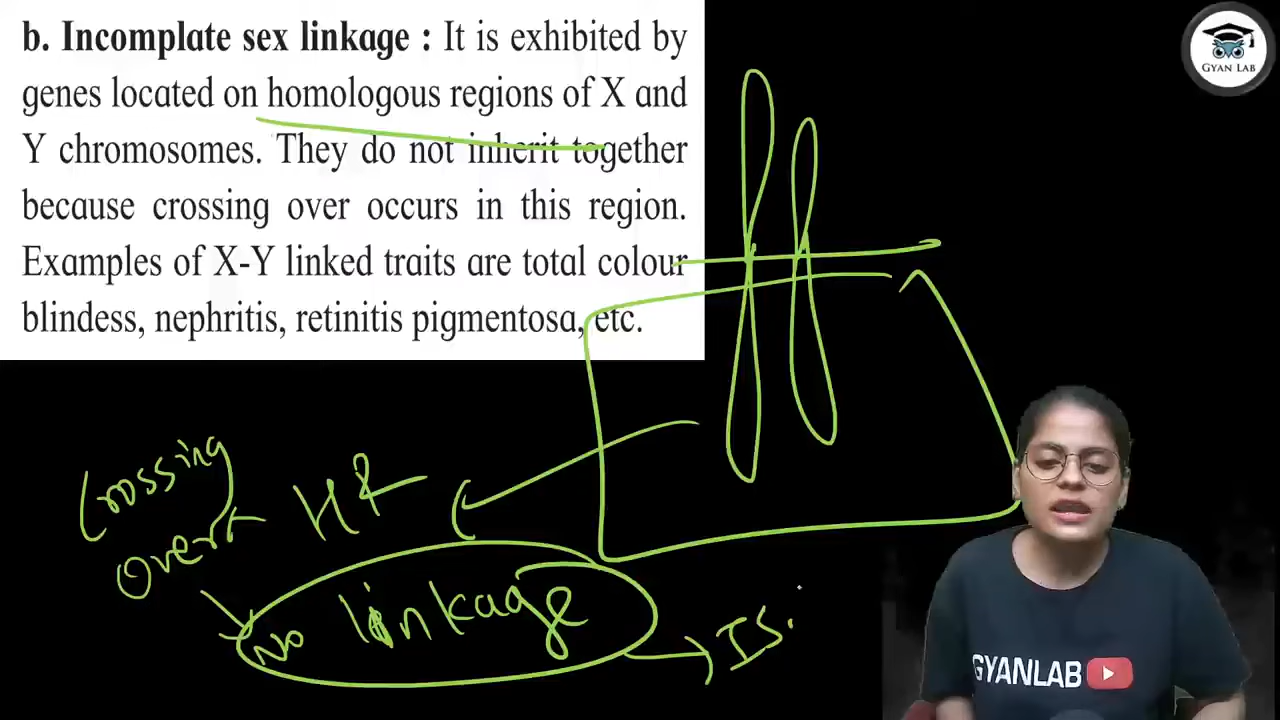 b. Incomplate sex linkage : It is exhibited by
genes located on homologous regions of X and
Y chromosomes. They do not inherit together
because crossing over occurs in this region.
Examples of X-Y linked traits are total colour
blindess, nephritis, retinitis pigmentosa, etc.
GYAN LAB
Crossing
over
HR
No linkage
IS.
GYANLAB